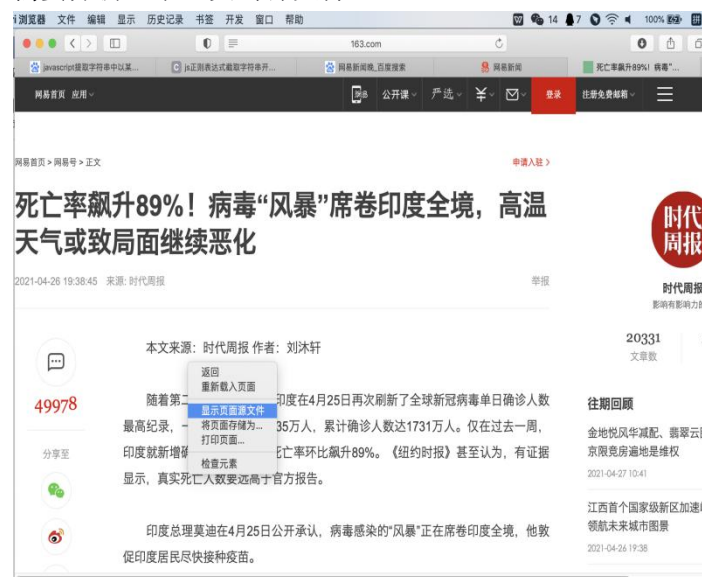 浏览器 文件 编辑 显示 历史记录 书签 开发 窗口 帮助
14 7 100%
163.com
javascript提取字符串中以某...
js正则表达式截取字符串开...
网易新闻晚_百度搜索
网易新闻
死亡率飙升89%! 病毒"...
网易首页 应用 公开课 严选 登录 注册免费邮箱
网易首页 > 网易号 > 正文
申请入驻 >
死亡率飙升89%！病毒“风暴”席卷印度全境，高温
天气或致局面继续恶化
2021-04-26 19:38:45 来源: 时代周报
举报
时代
周报
时代周报
影响有影响力的
20331
文章数
本文来源：时代周报 作者：刘沐轩
49978
分享至
随着第二
返回
重新载入页面
显示页面源文件
将页面存储为...
打印页面...
检查元素
印度在4月25日再次刷新了全球新冠病毒单日确诊人数
最高纪录，一
35万人，累计确诊人数达1731万人。仅在过去一周，
印度就新增确
死亡率环比飙升89%。《纽约时报》甚至认为，有证据
显示，真实死亡人数要远高于官方报告。
印度总理莫迪在4月25日公开承认，病毒感染的“风暴”正在席卷印度全境，他敦
促印度居民尽快接种疫苗。
往期回顾
金地悦风华减配、翡翠云
京限竞房遍地是维权
2021-04-27 10:41
江西首个国家级新区加速
领航未来城市图景
2021-04-26 19:38